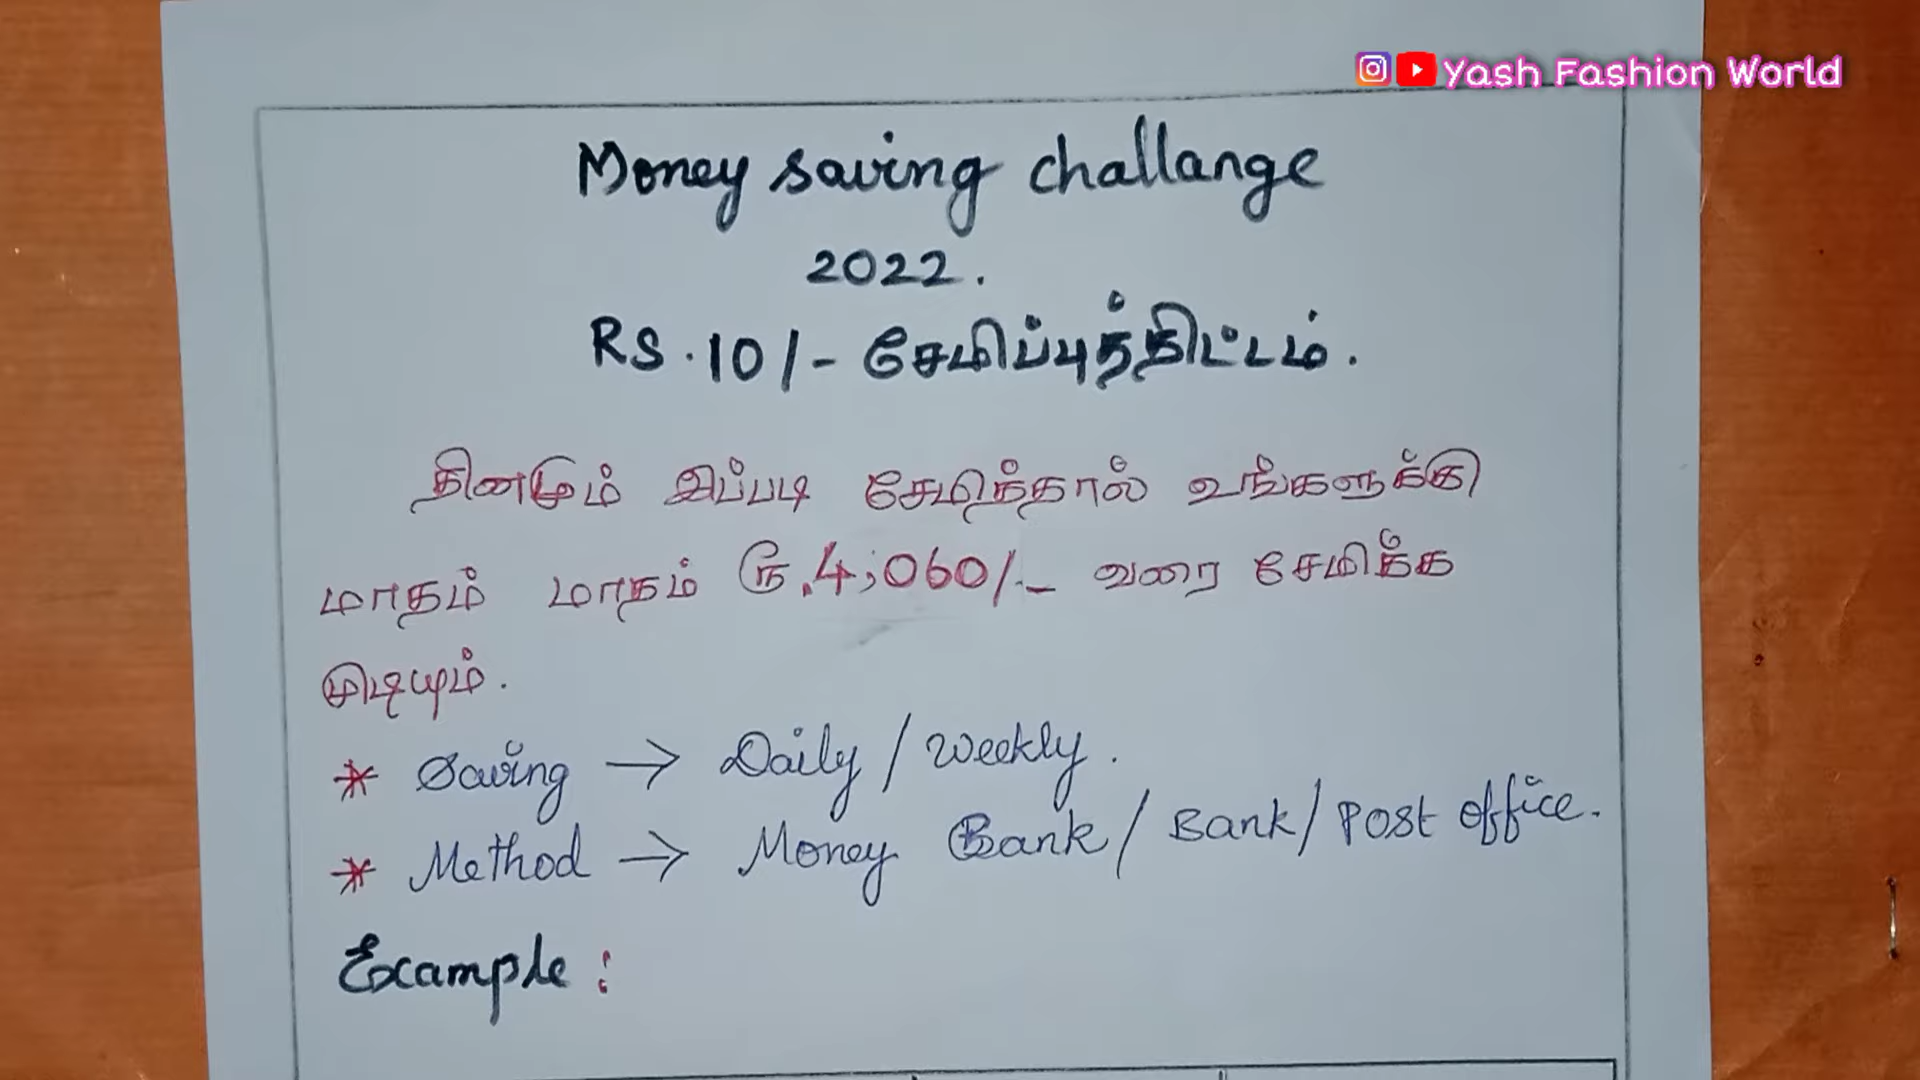 Yash Fashion World
Money saving challange
2022.
RS.10/- சேமிப்புத்திட்டம்.
தினமும் இப்படி சேமித்தால் உங்களுக்கு
மாதம் மாதம் ரூ.4,060/- வரை சேமிக்க
முடியும்.
* Saving → Daily / Weekly.
* Method → Money Bank / Bank / Post office.
Example :